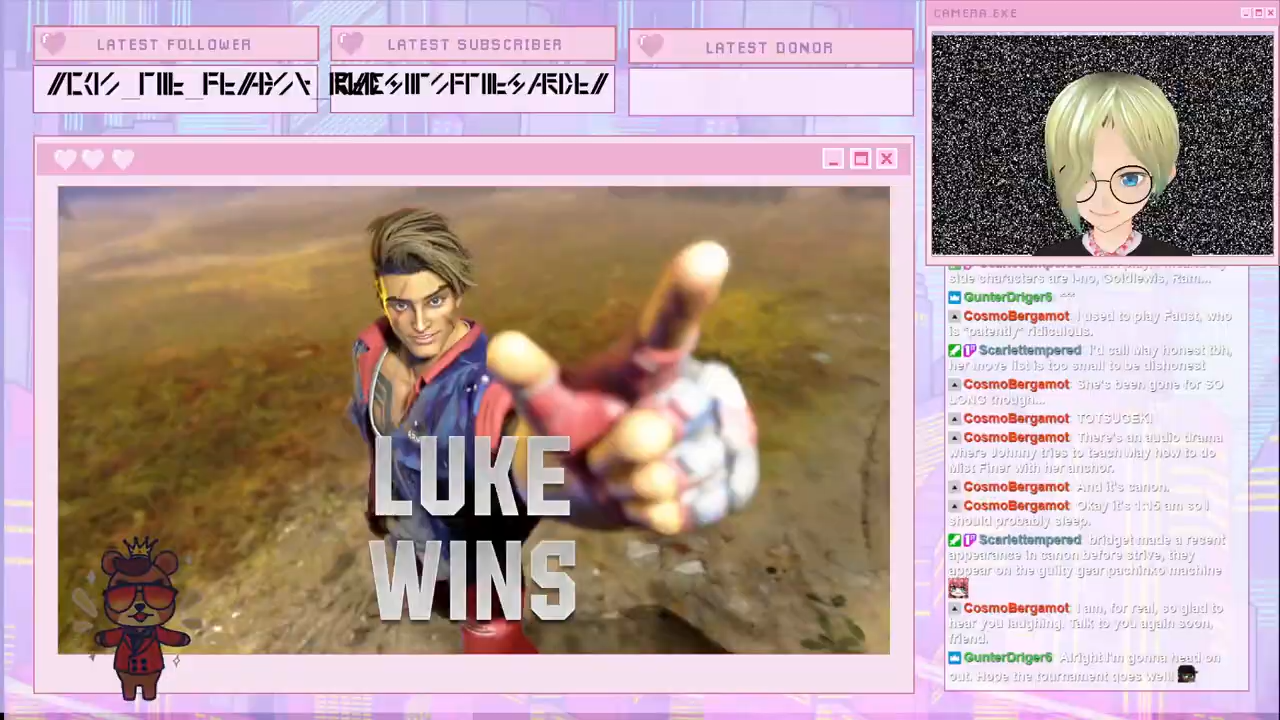 LATEST FOLLOWER
LATEST SUBSCRIBER
LATEST DONOR
CAMERA.EXE
LUKE
WINS
side characters are I-no, Goldlewis, Ram...
GunterDriger6 ^^
CosmoBergamot I used to play Faust, who
is *patently* ridiculous.
Scarlettempered I'd call May honest tbh,
her move list is too small to be dishonest
CosmoBergamot She's been gone for SO
LONG though...
CosmoBergamot TOTSUGEKI
CosmoBergamot There's an audio drama
where Johnny tries to teach May how to do
Mist Finer with her anchor.
CosmoBergamot And it's canon.
CosmoBergamot Okay it's 1:15 am so I
should probably sleep.
Scarlettempered bridget made a recent
appearance in canon before strive, they
appear on the guilty gear pachinko machine
CosmoBergamot I am, for real, so glad to
hear you laughing. Talk to you again soon,
friend.
GunterDriger6 Alright I'm gonna head on
out. Hope the tournament goes well!